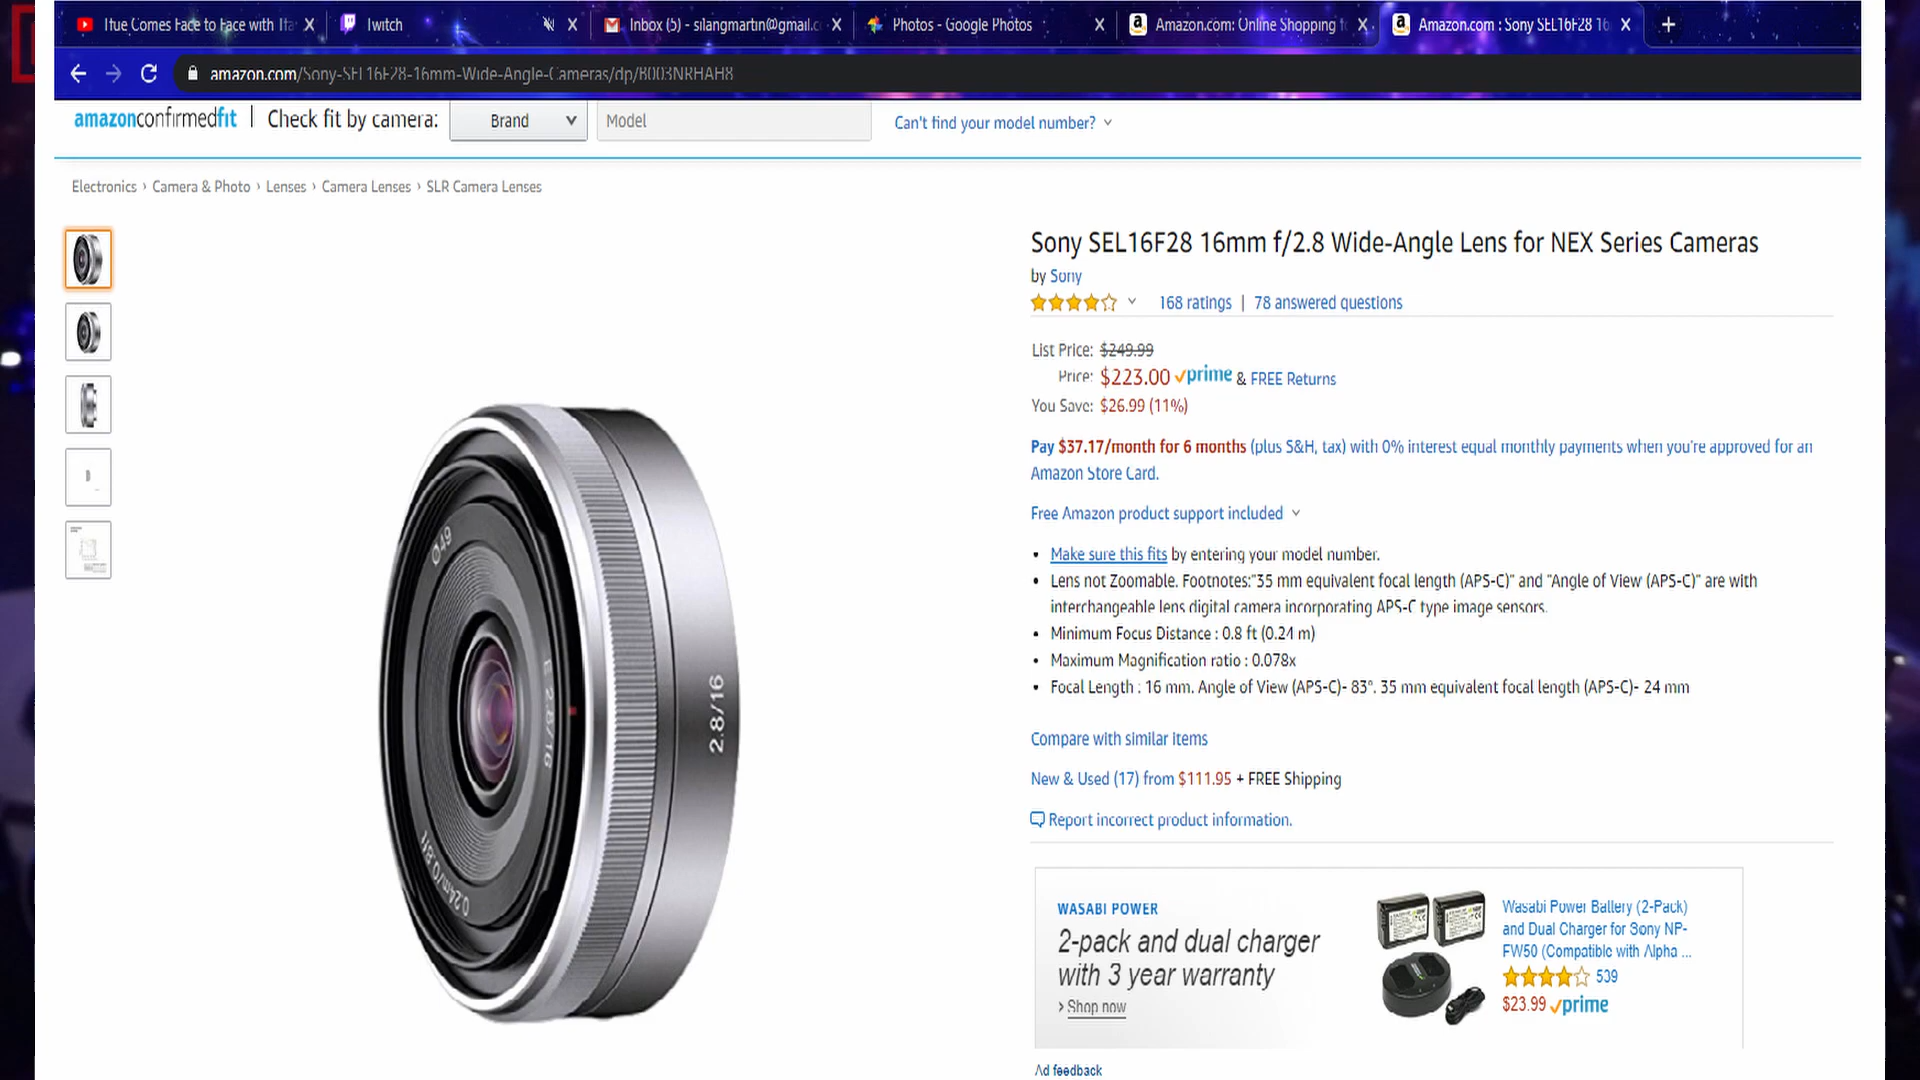 Itue Comes Face to Face with Ita
Twitch
Inbox (5) - silangmartin@gmail.c
Photos - Google Photos
Amazon.com: Online Shopping f
Amazon.com : Sony SEL16F28 16
amazon.com/Sony-SEL16F28-16mm-Wide-Angle-Cameras/dp/B003NRHAH8
amazonconfirmedfit | Check fit by camera: Brand Model Can't find your model number?
Electronics › Camera & Photo › Lenses › Camera Lenses › SLR Camera Lenses
Sony SEL16F28 16mm f/2.8 Wide-Angle Lens for NEX Series Cameras
by Sony
168 ratings | 78 answered questions
List Price: $249.99
Price: $223.00 prime & FREE Returns
You Save: $26.99 (11%)
Pay $37.17/month for 6 months (plus S&H, tax) with 0% interest equal monthly payments when you're approved for an
Amazon Store Card.
Free Amazon product support included
• Make sure this fits by entering your model number.
• Lens not Zoomable. Footnotes:"35 mm equivalent focal length (APS-C)" and "Angle of View (APS-C)" are with
interchangeable lens digital camera incorporating APS-C type image sensors.
• Minimum Focus Distance : 0.8 ft (0.24 m)
• Maximum Magnification ratio : 0.078x
• Focal Length : 16 mm. Angle of View (APS-C)- 83°. 35 mm equivalent focal length (APS-C)- 24 mm
Compare with similar items
New & Used (17) from $111.95 + FREE Shipping
Report incorrect product information.
Ø49
E 2.8/16
0.24m/0.8ft
2.8/16
WASABI POWER
2-pack and dual charger
with 3 year warranty
› Shop now
Wasabi Power Battery (2-Pack)
and Dual Charger for Sony NP-
FW50 (Compatible with Alpha ...
539
$23.99 prime
Ad feedback